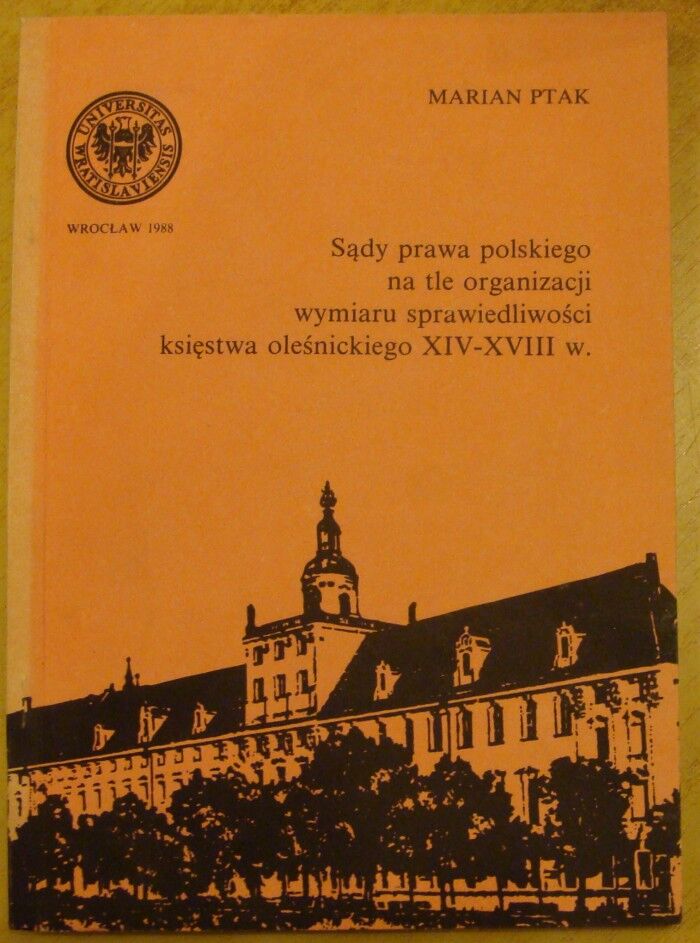 MARIAN PTAK
UNIVERSITAS
WRATISLAVIENSIS
WROCŁAW 1988
Sądy prawa polskiego
na tle organizacji
wymiaru sprawiedliwości
księstwa oleśnickiego XIV-XVIII w.